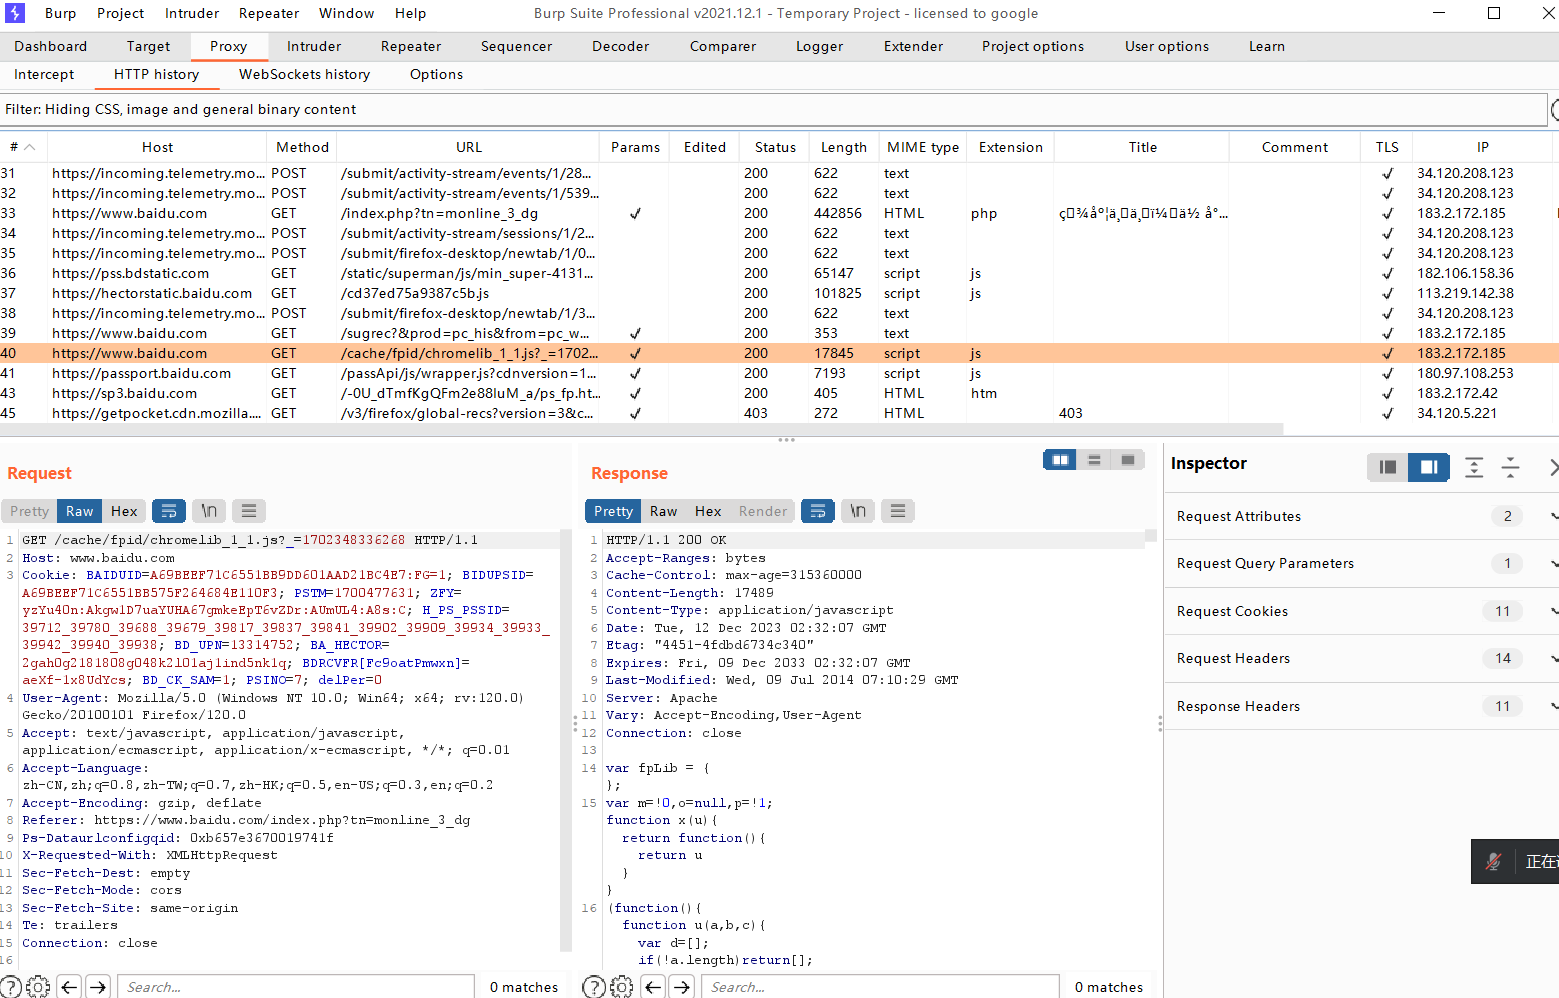 Burp Project Intruder Repeater Window Help Burp Suite Professional v2021.12.1 - Temporary Project - licensed to google
Dashboard Target Proxy Intruder Repeater Sequencer Decoder Comparer Logger Extender Project options User options Learn
Intercept HTTP history WebSockets history Options
Filter: Hiding CSS, image and general binary content
# Host Method URL Params Edited Status Length MIME type Extension Title Comment TLS IP
31 https://incoming.telemetry.mo... POST /submit/activity-stream/events/1/28... 200 622 text ✓ 34.120.208.123
32 https://incoming.telemetry.mo... POST /submit/activity-stream/events/1/539... 200 622 text ✓ 34.120.208.123
33 https://www.baidu.com GET /index.php?tn=monline_3_dg ✓ 200 442856 HTML php ✓ 183.2.172.185
34 https://incoming.telemetry.mo... POST /submit/activity-stream/sessions/1/2... 200 622 text ✓ 34.120.208.123
35 https://incoming.telemetry.mo... POST /submit/firefox-desktop/newtab/1/0... 200 622 text ✓ 34.120.208.123
36 https://pss.bdstatic.com GET /static/superman/js/min_super-4131... 200 65147 script js ✓ 182.106.158.36
37 https://hectorstatic.baidu.com GET /cd37ed75a9387c5b.js 200 101825 script js ✓ 113.219.142.38
38 https://incoming.telemetry.mo... POST /submit/firefox-desktop/newtab/1/3... 200 622 text ✓ 34.120.208.123
39 https://www.baidu.com GET /sugrec?&prod=pc_his&from=pc_w... ✓ 200 353 text ✓ 183.2.172.185
40 https://www.baidu.com GET /cache/fpid/chromelib_1_1.js?_=1702... ✓ 200 17845 script js ✓ 183.2.172.185
41 https://passport.baidu.com GET /passApi/js/wrapper.js?cdnversion=1... ✓ 200 7193 script js ✓ 180.97.108.253
43 https://sp3.baidu.com GET /-0U_dTmfKgQFm2e88IuM_a/ps_fp.ht... ✓ 200 405 HTML htm ✓ 183.2.172.42
45 https://getpocket.cdn.mozilla.... GET /v3/firefox/global-recs?version=3&c... ✓ 403 272 HTML 403 ✓ 34.120.5.221
Request
Pretty Raw Hex \n
1 GET /cache/fpid/chromelib_1_1.js?_=1702348336268 HTTP/1.1
2 Host: www.baidu.com
3 Cookie: BAIDUID=A69BEEF71C6551BB9DD601AAD21BC4E7:FG=1; BIDUPSID=
A69BEEF71C6551BB575F264684E110F3; PSTM=1700477631; ZFY=
yzYu40n:Akgw1D7uaYUHA67gmkeEpT6vZDr:AUmUL4:A8s:C; H_PS_PSSID=
39712_39780_39688_39679_39817_39837_39841_39902_39909_39934_39933_
39942_39940_39938; BD_UPN=13314752; BA_HECTOR=
2gah0g2181808g048k2l01aj1ind5nk1q; BDRCVFR[Fc9oatPmwxn]=
aeXf-1x8UdYcs; BD_CK_SAM=1; PSINO=7; delPer=0
4 User-Agent: Mozilla/5.0 (Windows NT 10.0; Win64; x64; rv:120.0)
Gecko/20100101 Firefox/120.0
5 Accept: text/javascript, application/javascript,
application/ecmascript, application/x-ecmascript, */*; q=0.01
6 Accept-Language:
zh-CN,zh;q=0.8,zh-TW;q=0.7,zh-HK;q=0.5,en-US;q=0.3,en;q=0.2
7 Accept-Encoding: gzip, deflate
8 Referer: https://www.baidu.com/index.php?tn=monline_3_dg
9 Ps-Dataurlconfigqid: 0xb657e3670019741f
10 X-Requested-With: XMLHttpRequest
11 Sec-Fetch-Dest: empty
12 Sec-Fetch-Mode: cors
13 Sec-Fetch-Site: same-origin
14 Te: trailers
15 Connection: close
16
Search... 0 matches
Response
Pretty Raw Hex Render \n
1 HTTP/1.1 200 OK
2 Accept-Ranges: bytes
3 Cache-Control: max-age=315360000
4 Content-Length: 17489
5 Content-Type: application/javascript
6 Date: Tue, 12 Dec 2023 02:32:07 GMT
7 Etag: "4451-4fdbd6734c340"
8 Expires: Fri, 09 Dec 2033 02:32:07 GMT
9 Last-Modified: Wed, 09 Jul 2014 07:10:29 GMT
10 Server: Apache
11 Vary: Accept-Encoding,User-Agent
12 Connection: close
13
14 var fpLib = {
};
15 var m=!0,o=null,p=!1;
function x(u){
return function(){
return u
}
}
16 (function(){
function u(a,b,c){
var d=[];
if(!a.length)return[];
Search... 0 matches
Inspector
Request Attributes 2
Request Query Parameters 1
Request Cookies 11
Request Headers 14
Response Headers 11
正在